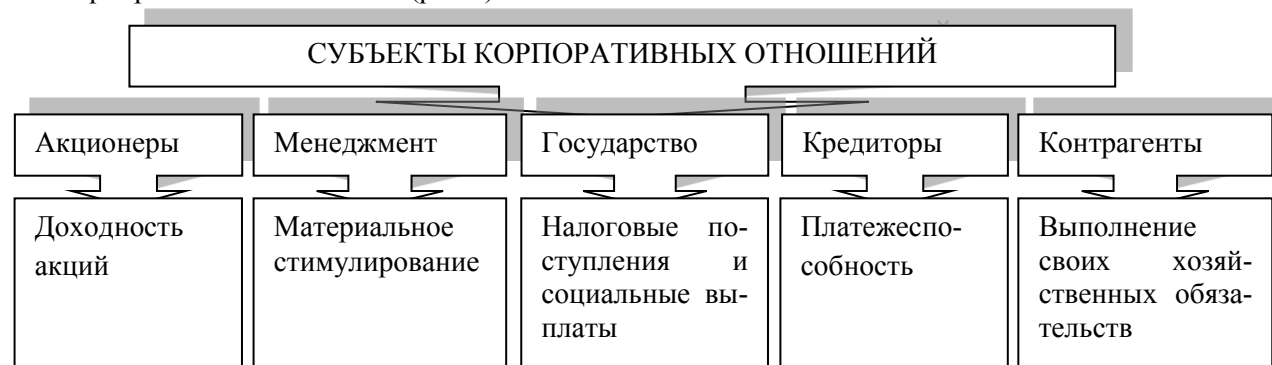 СУБЪЕКТЫ КОРПОРАТИВНЫХ ОТНОШЕНИЙ
Акционеры
Менеджмент
Государство
Кредиторы
Контрагенты
Доходность
акций
Материальное
стимулирование
Налоговые по-
ступления и
социальные вы-
платы
Платежеспо-
собность
Выполнение
своих хозяй-
ственных обяза-
тельств